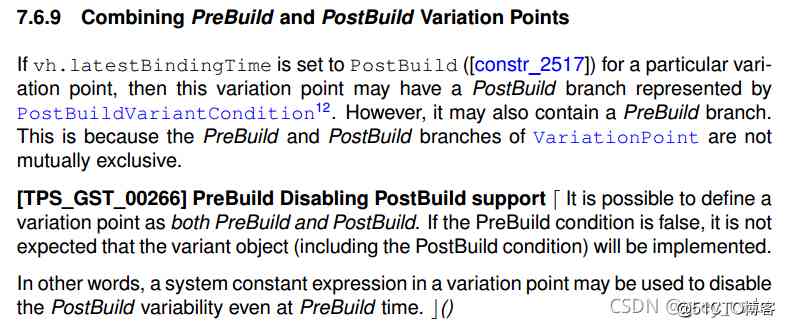 7.6.9 Combining PreBuild and PostBuild Variation Points
If vh.latestBindingTime is set to PostBuild ([constr_2517]) for a particular vari-
ation point, then this variation point may have a PostBuild branch represented by
PostBuildVariantCondition12. However, it may also contain a PreBuild branch.
This is because the PreBuild and PostBuild branches of VariationPoint are not
mutually exclusive.
[TPS_GST_00266] PreBuild Disabling PostBuild support ⌈ It is possible to define a
variation point as both PreBuild and PostBuild. If the PreBuild condition is false, it is not
expected that the variant object (including the PostBuild condition) will be implemented.
In other words, a system constant expression in a variation point may be used to disable
the PostBuild variability even at PreBuild time. ⌋()
CSDN
@51CTO博客